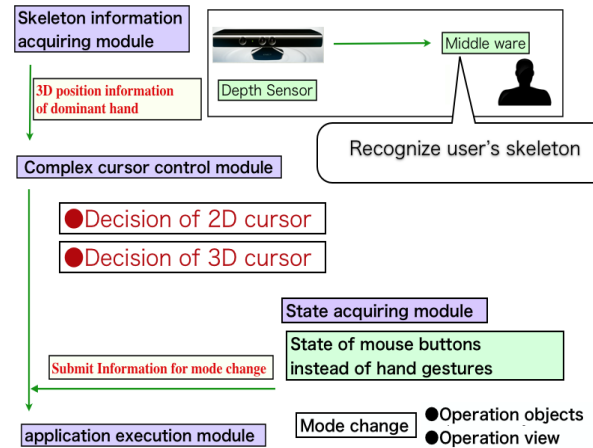 Skeleton information
acquiring module
Middle ware
Depth Sensor
3D position information
of dominant hand
Recognize user's skeleton
Complex cursor control module
●Decision of 2D cursor
●Decision of 3D cursor
State acquiring module
State of mouse buttons
instead of hand gestures
Submit Information for mode change
Mode change
●Operation objects
●Operation view
application execution module